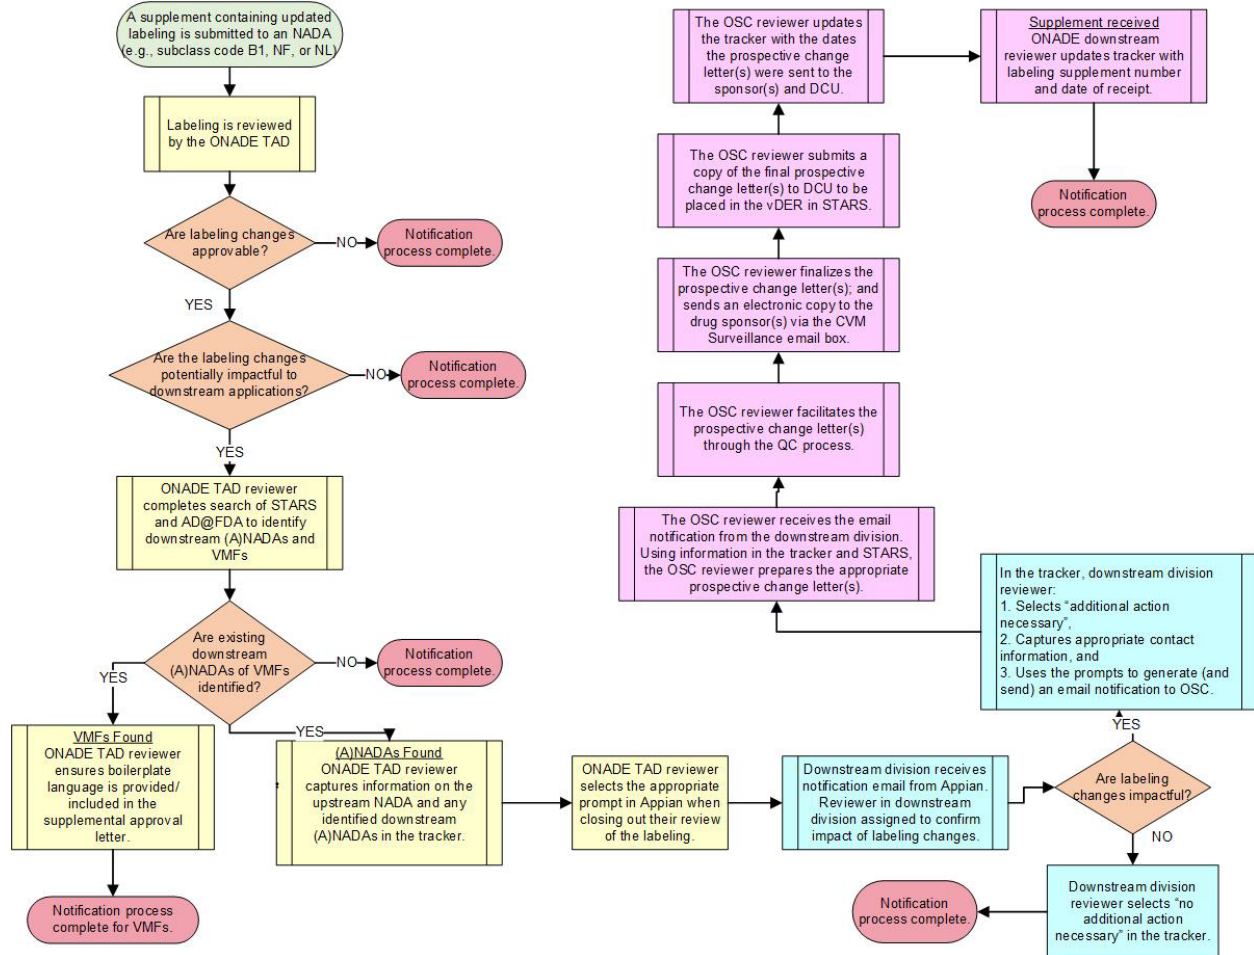 A supplement containing updated
labeling is submitted to an NADA
(e.g., subclass code B1, NF, or NL)
Labeling is reviewed
by the ONADE TAD
Are labeling changes
approvable?
NO
Notification
process complete.
YES
Are the labeling changes
potentially impactful to
downstream applications?
NO
Notification
process complete.
YES
ONADE TAD reviewer
completes search of STARS
and AD@FDA to identify
downstream (A)NADAs and
VMFs
Are existing
downstream
(A)NADAs of VMFs
identified?
NO
Notification
process complete.
YES
VMFs Found
ONADE TAD reviewer
ensures boilerplate
language is provided/
included in the
supplemental approval
letter.
Notification process
complete for VMFs.
YES
(A)NADAs Found
ONADE TAD reviewer
captures information on the
upstream NADA and any
identified downstream
(A)NADAs in the tracker.
ONADE TAD reviewer
selects the appropriate
prompt in Appian when
closing out their review
of the labeling.
Downstream division receives
notification email from Appian.
Reviewer in downstream
division assigned to confirm
impact of labeling changes.
Are labeling
changes impactful?
NO
Downstream division
reviewer selects “no
additional action
necessary” in the tracker.
Notification
process complete.
YES
In the tracker, downstream division
reviewer:
1. Selects “additional action
necessary”,
2. Captures appropriate contact
information, and
3. Uses the prompts to generate (and
send) an email notification to OSC.
The OSC reviewer receives the email
notification from the downstream division.
Using information in the tracker and STARS,
the OSC reviewer prepares the appropriate
prospective change letter(s).
The OSC reviewer facilitates the
prospective change letter(s)
through the QC process.
The OSC reviewer finalizes the
prospective change letter(s); and
sends an electronic copy to the
drug sponsor(s) via the CVM
Surveillance email box.
The OSC reviewer submits a
copy of the final prospective
change letter(s) to DCU to be
placed in the vDER in STARS.
The OSC reviewer updates
the tracker with the dates
the prospective change
letter(s) were sent to the
sponsor(s) and DCU.
Supplement received
ONADE downstream
reviewer updates tracker with
labeling supplement number
and date of receipt.
Notification
process complete.